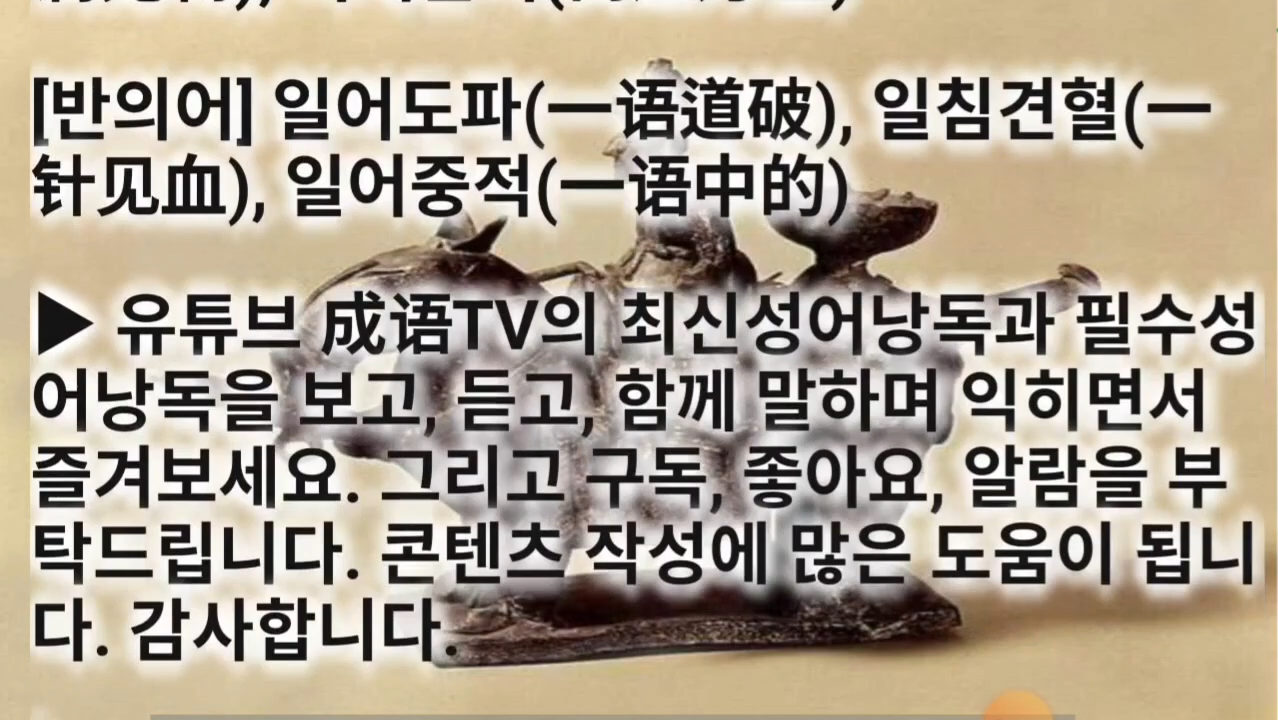 [반의어] 일어도파(一语道破), 일침견혈(一
针见血), 일어중적(一语中的)
▶ 유튜브 成语TV의 최신성어낭독과 필수성
어낭독을 보고, 듣고, 함께 말하며 익히면서
즐겨보세요. 그리고 구독, 좋아요, 알람을 부
탁드립니다. 콘텐츠 작성에 많은 도움이 됩니
다. 감사합니다.